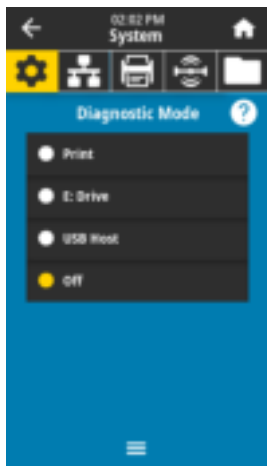 02:02 PM
System
Diagnostic Mode
?
Print
E: Drive
USB Host
Off